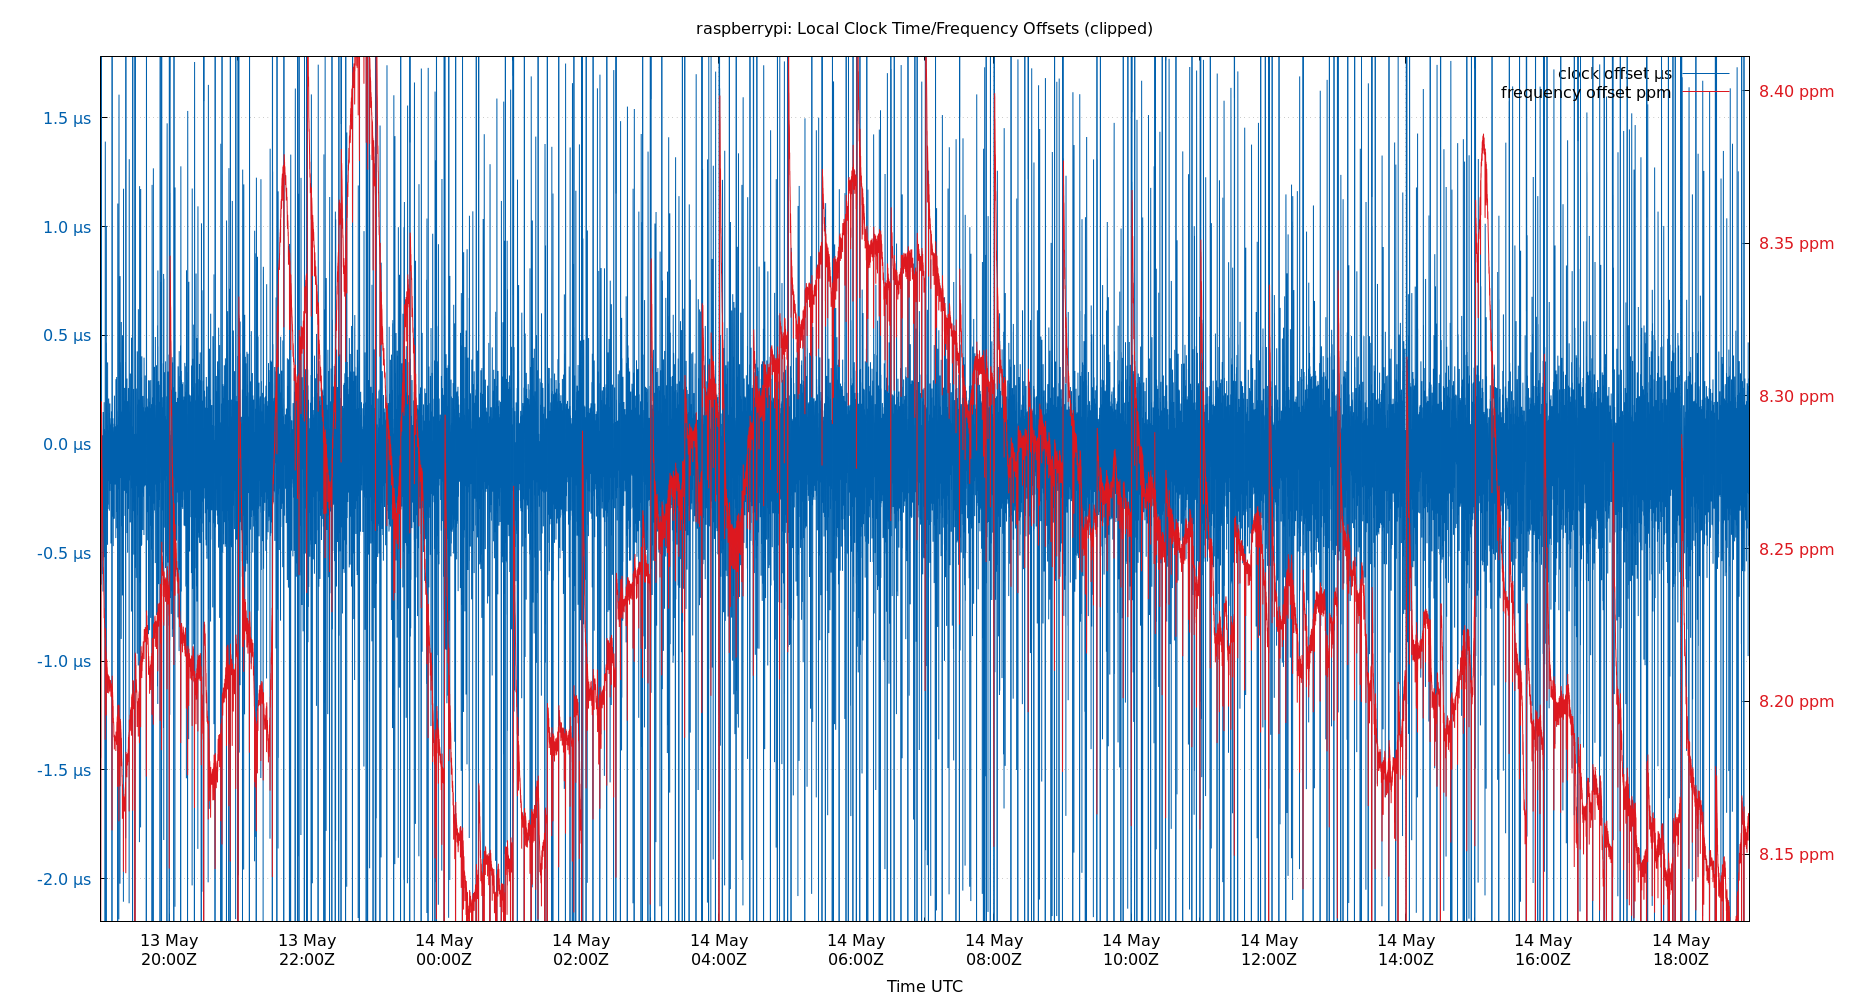 raspberrypi: Local Clock Time/Frequency Offsets (clipped)
clock offset µs
frequency offset ppm
1.5 µs
1.0 µs
0.5 µs
0.0 µs
-0.5 µs
-1.0 µs
-1.5 µs
-2.0 µs
8.40 ppm
8.35 ppm
8.30 ppm
8.25 ppm
8.20 ppm
8.15 ppm
13 May 13 May 14 May 14 May 14 May 14 May 14 May 14 May 14 May 14 May 14 May 14 May
20:00Z 22:00Z 00:00Z 02:00Z 04:00Z 06:00Z 08:00Z 10:00Z 12:00Z 14:00Z 16:00Z 18:00Z
Time UTC